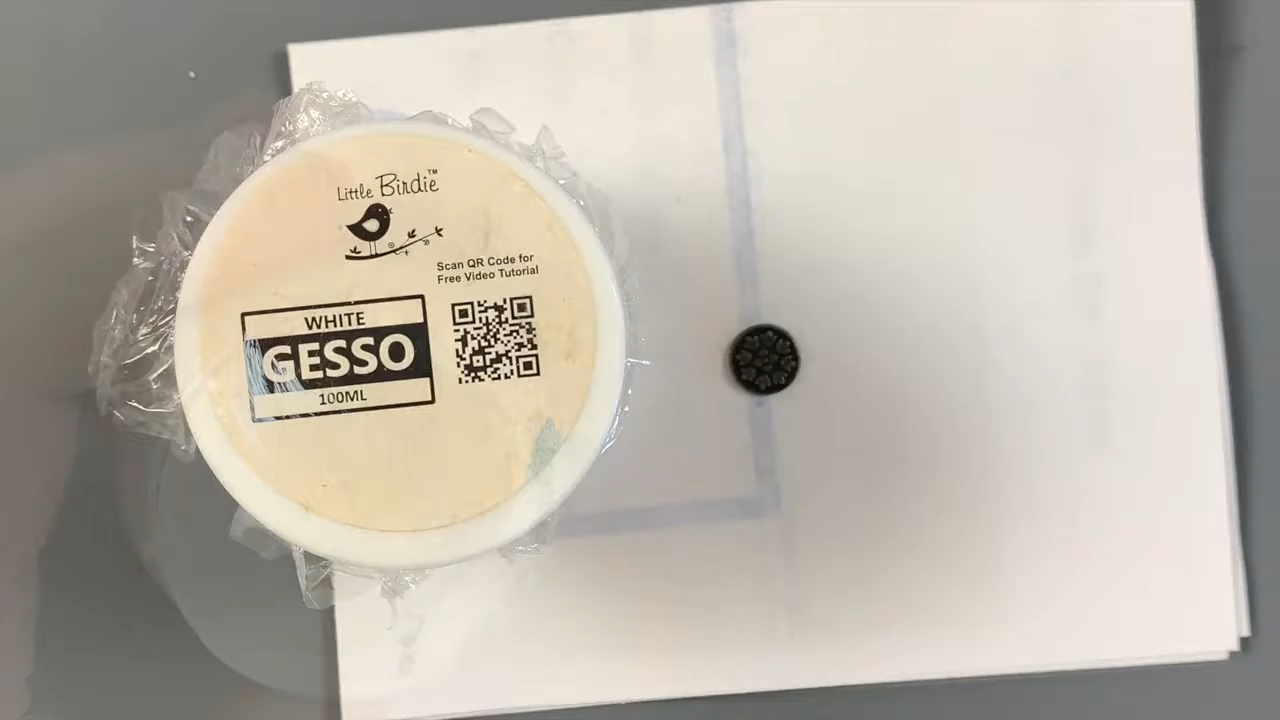 Little Birdie™
Scan QR Code for
Free Video Tutorial
WHITE
GESSO
100ML